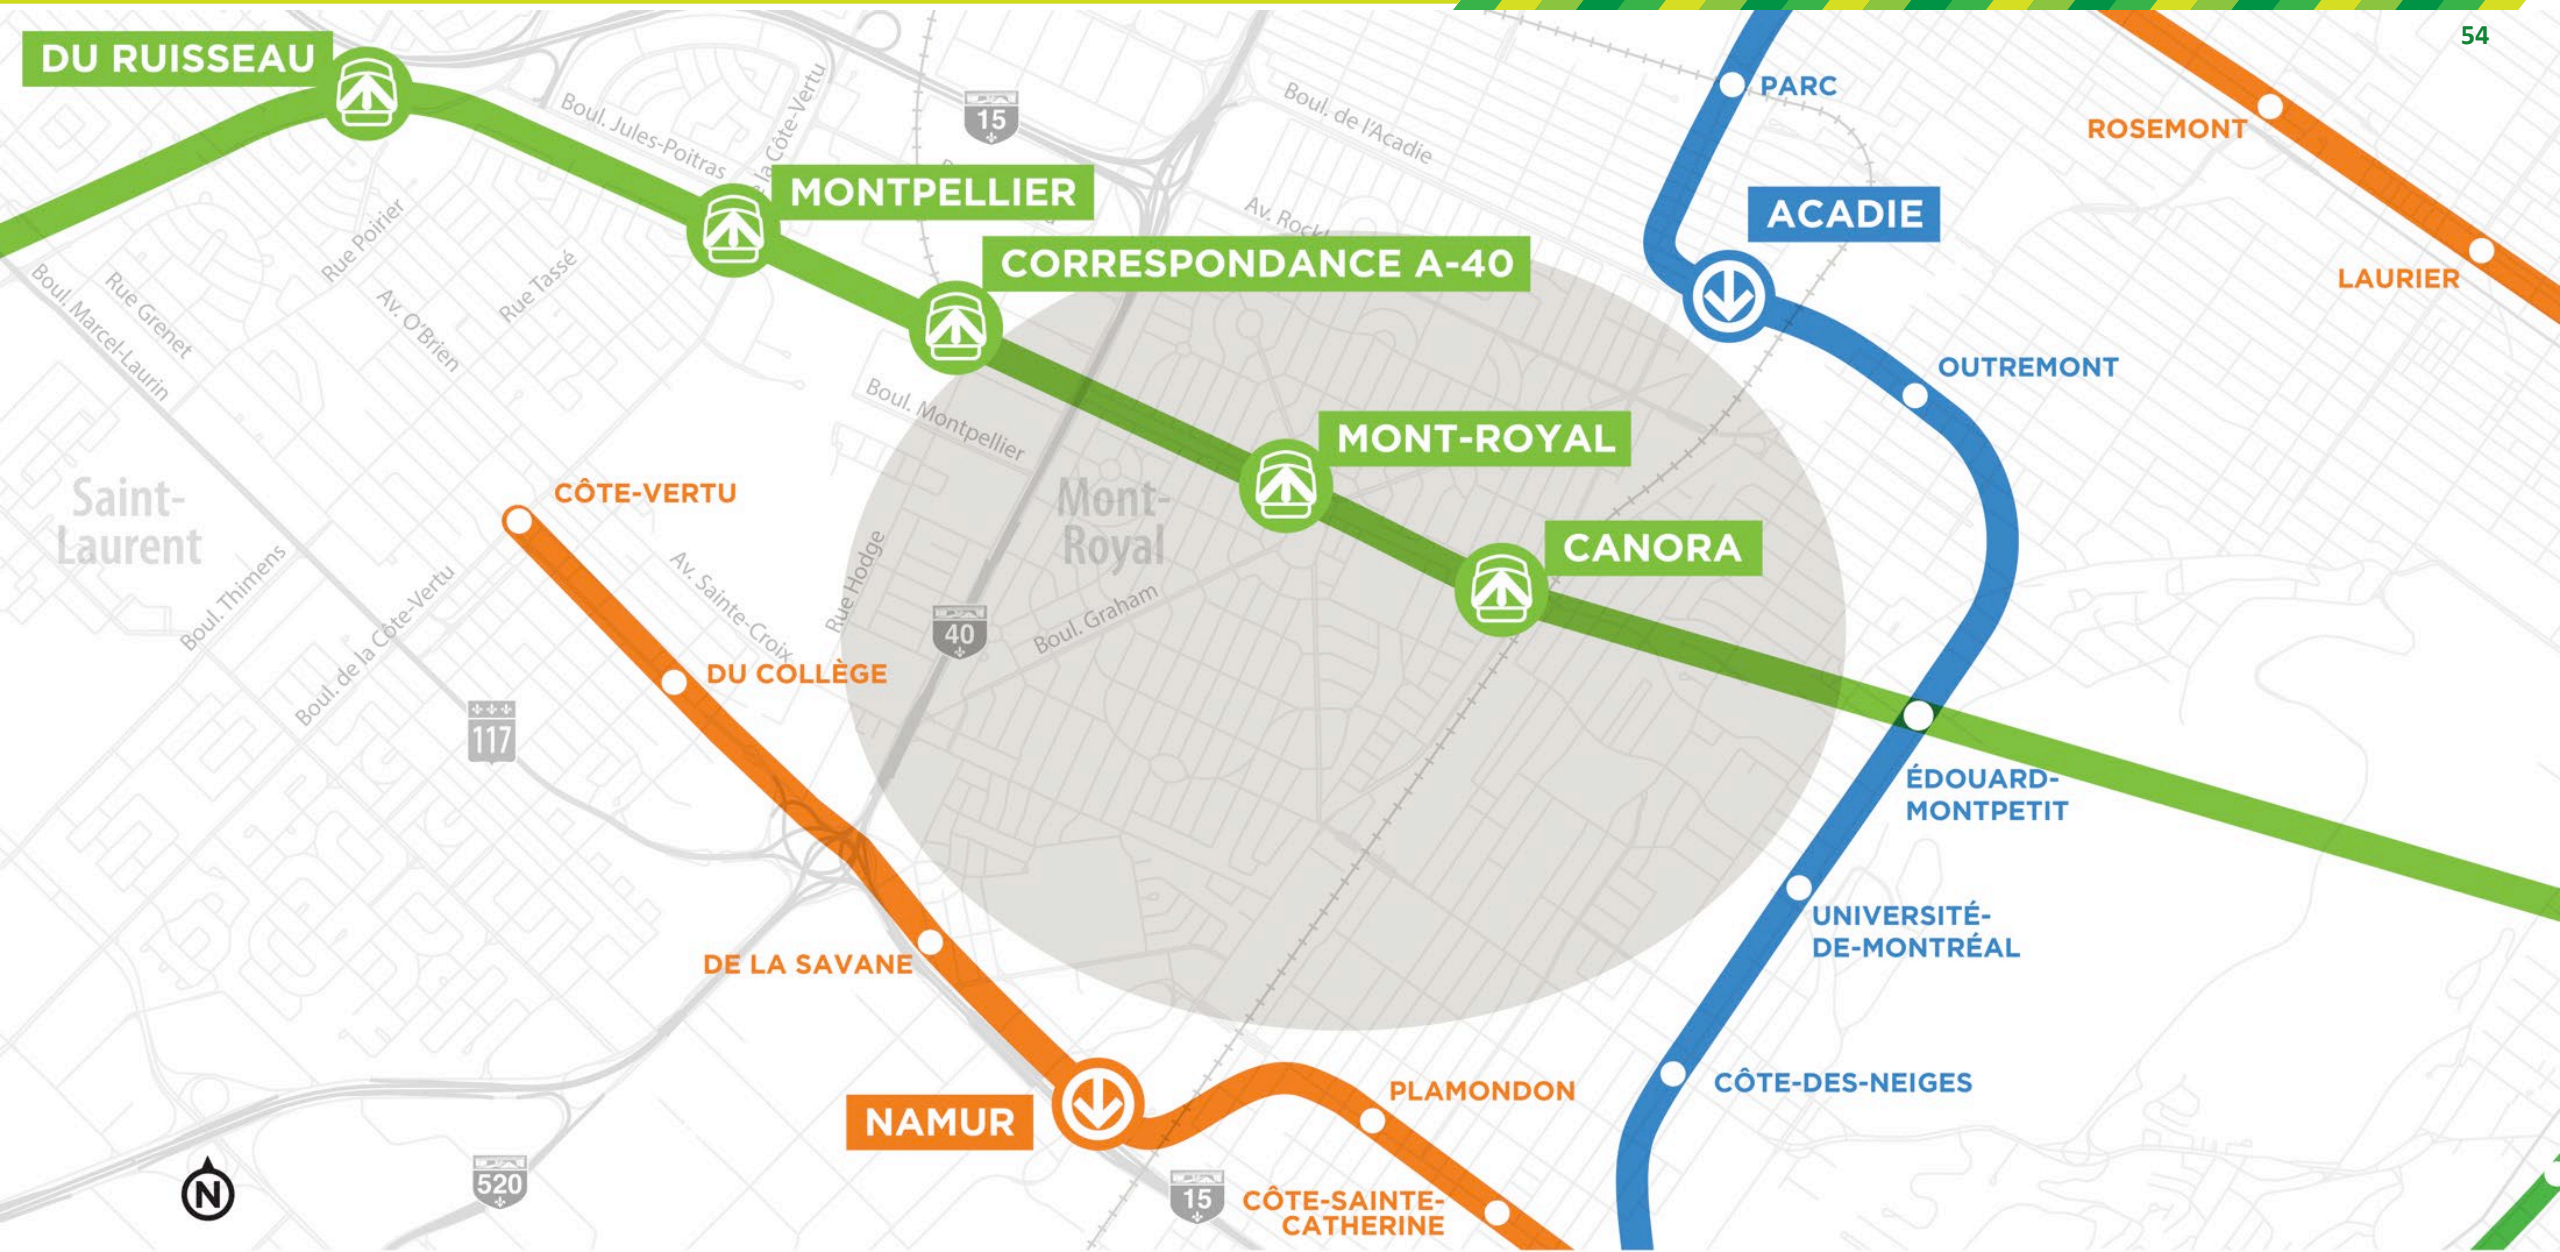 54
DU RUISSEAU
Boul. Jules-Poitras
la Côte-Vertu
15
Boul. de l'Acadie
PARC
ROSEMONT
MONTPELLIER
Av.
ACADIE
CORRESPONDANCE A-40
LAURIER
Rue Poirier
Rue Tassé
Rue Grenet
Boul. Marcel-Laurin
Av. O'Brien
OUTREMONT
Boul. Montpellier
MONT-ROYAL
Saint-
Laurent
CÔTE-VERTU
Mont-
Royal
CANORA
Boul. Thimens
Boul. de la Côte-Vertu
Av. Sainte-Croix
Rue Hodge
40
Boul. Graham
DU COLLÈGE
117
ÉDOUARD-
MONTPETIT
UNIVERSITÉ-
DE-MONTRÉAL
DE LA SAVANE
CÔTE-DES-NEIGES
PLAMONDON
NAMUR
N
520
15
CÔTE-SAINTE-
CATHERINE